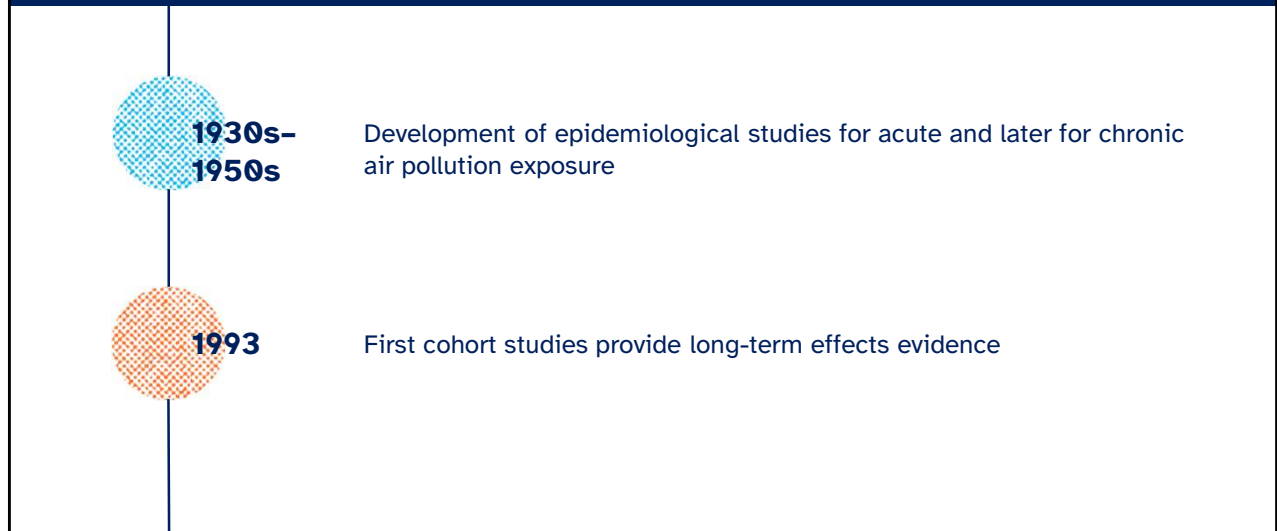 1930s–
1950s
Development of epidemiological studies for acute and later for chronic
air pollution exposure
1993
First cohort studies provide long-term effects evidence